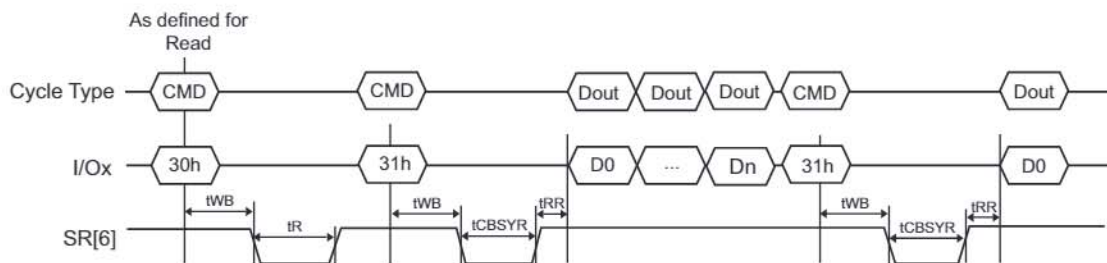 As defined for
Read
Cycle Type CMD CMD Dout Dout Dout CMD Dout
I/Ox 30h 31h D0 ... Dn 31h D0
tWB tWB tRR tWB tRR
tR tCBSYR tCBSYR
SR[6]